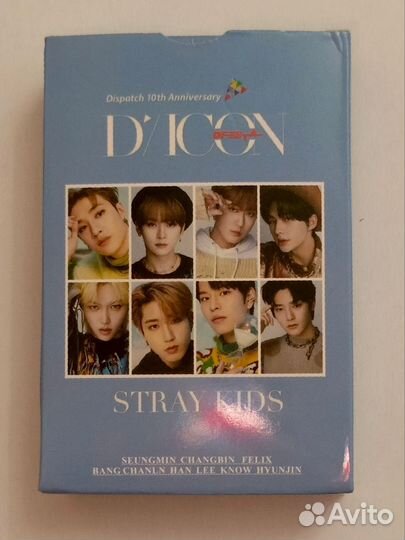 Dispatch 10th Anniversary
D'/ICON
STRAY KIDS
SEUNGMIN CHANGBIN FELIX
BANG CHANLN HAN LEE KNOW HYUNJIN
Avito